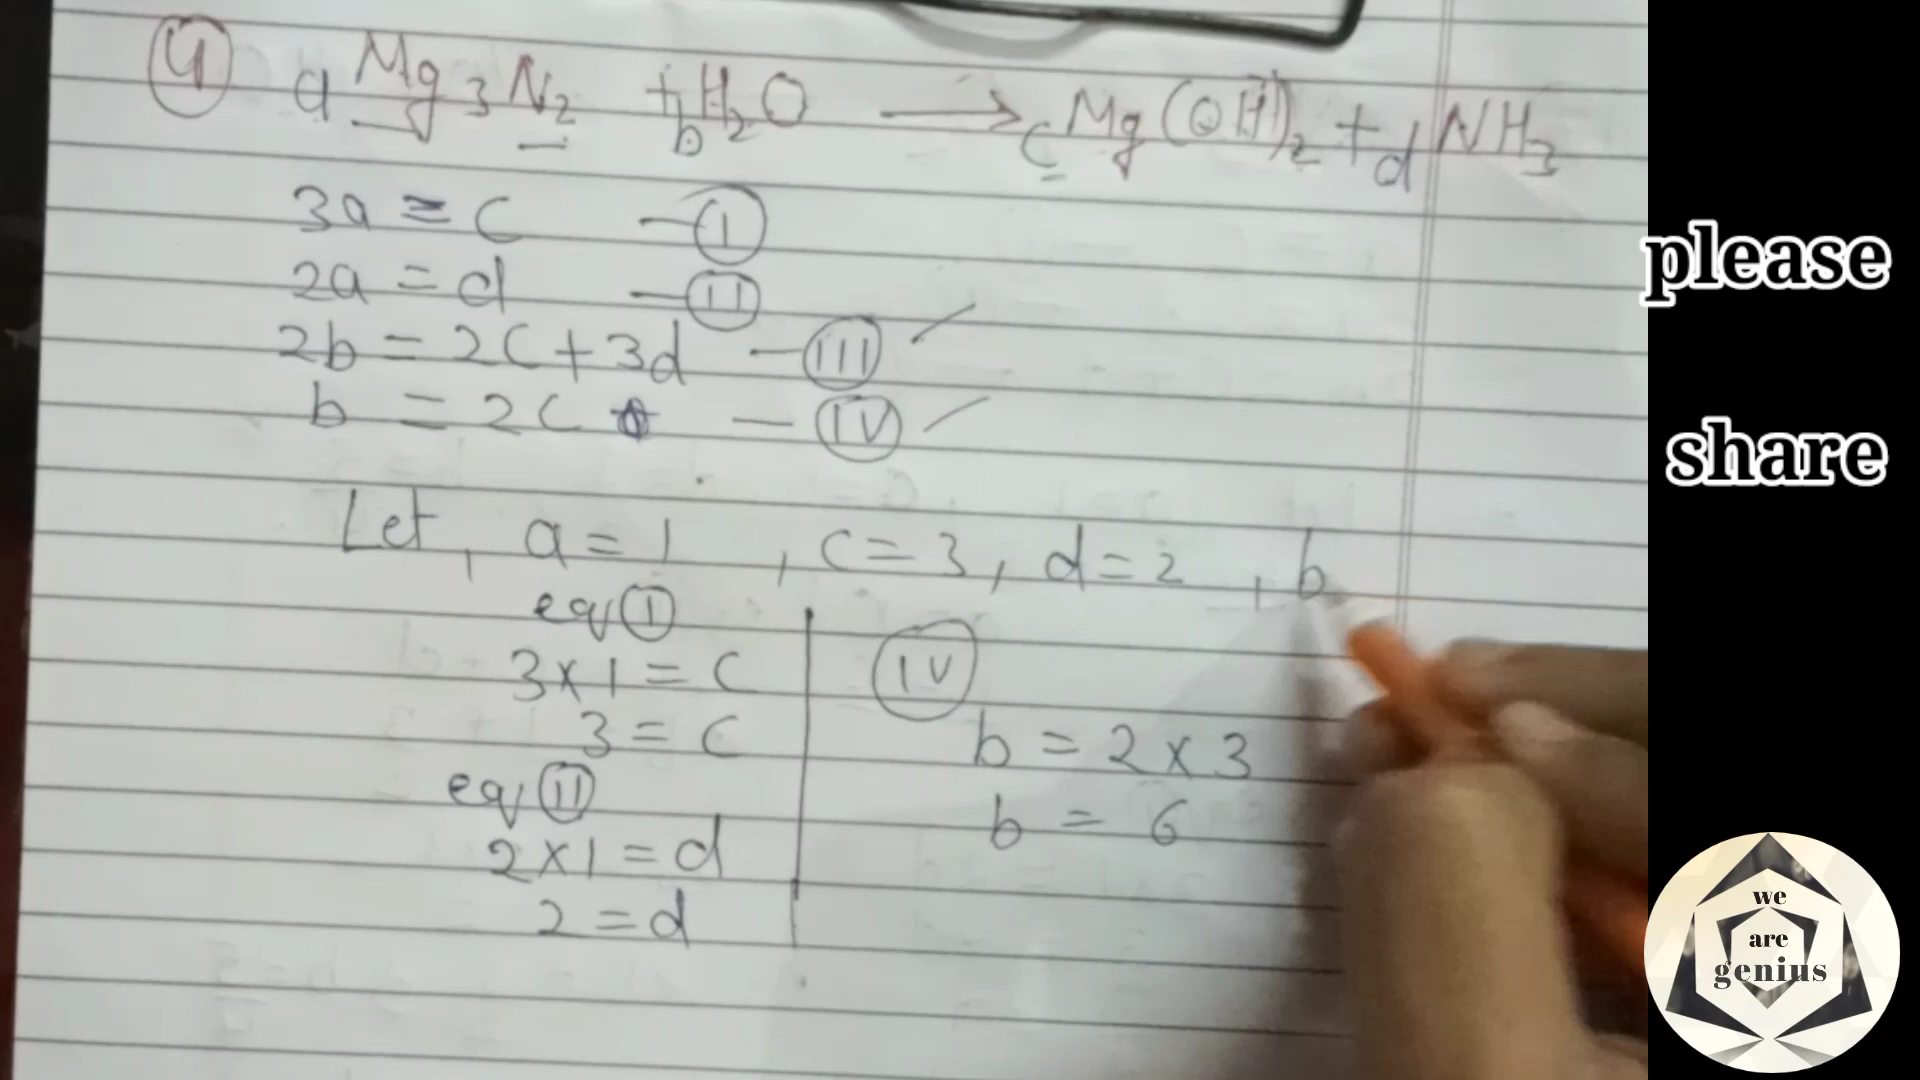 4 a Mg3N2 + b H2O → c Mg(OH)2 + d NH3
3a = c — I
2a = d — II
2b = 2c + 3d — III
b = 2c — IV
Let, a = 1, c = 3, d = 2, b
eq I
3 × 1 = c
3 = c
eq II
2 × 1 = d
2 = d
IV
b = 2 × 3
b = 6
please
share
we
are
genius